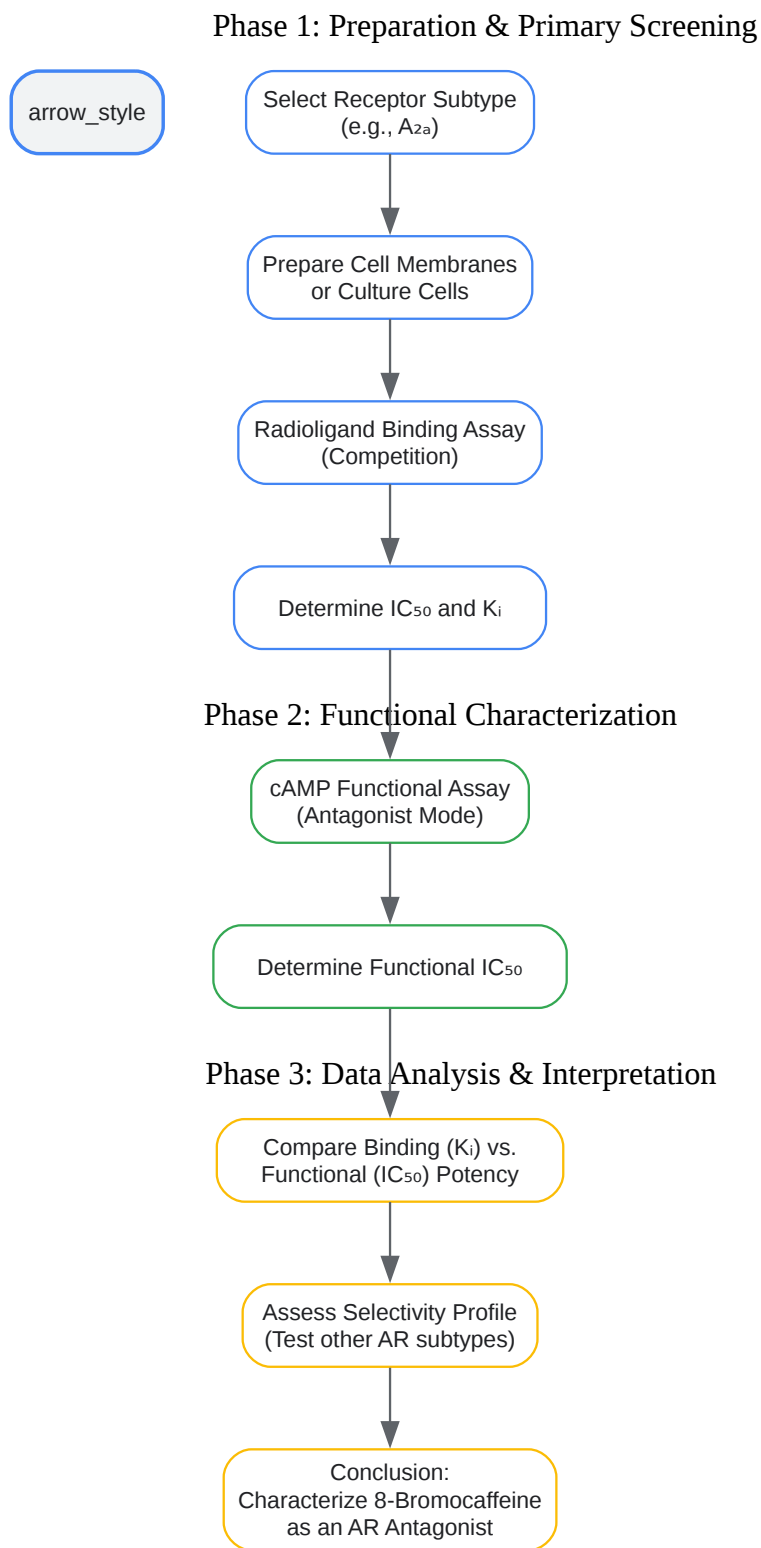 Phase 1: Preparation & Primary Screening
arrow_style
Select Receptor Subtype
(e.g., A₂ₐ)
Prepare Cell Membranes
or Culture Cells
Radioligand Binding Assay
(Competition)
Determine IC₅₀ and Kᵢ
Phase 2: Functional Characterization
cAMP Functional Assay
(Antagonist Mode)
Determine Functional IC₅₀
Phase 3: Data Analysis & Interpretation
Compare Binding (Kᵢ) vs.
Functional (IC₅₀) Potency
Assess Selectivity Profile
(Test other AR subtypes)
Conclusion:
Characterize 8-Bromocaffeine
as an AR Antagonist